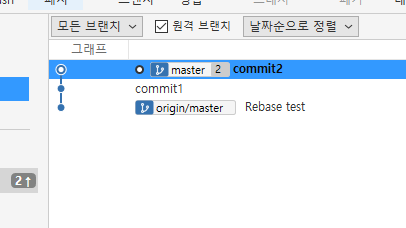 모든 브랜치 원격 브랜치 날짜순으로 정렬
그래프
master 2 commit2
commit1
origin/master Rebase test
2↑